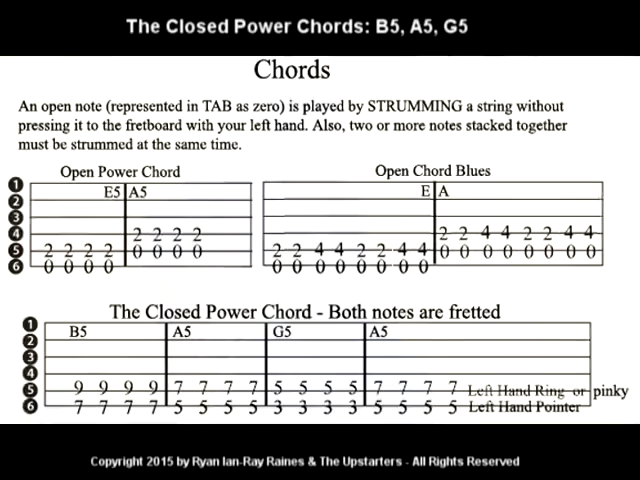 The Closed Power Chords: B5, A5, G5
Chords
An open note (represented in TAB as zero) is played by STRUMMING a string without
pressing it to the fretboard with your left hand. Also, two or more notes stacked together
must be strummed at the same time.
Open Power Chord
Open Chord Blues
1 E5 A5 E A
2
3
4 2 2 2 2 2 2 4 4 2 2 4 4
5 2 2 2 2 0 0 0 0 2 2 4 4 2 2 4 4 0 0 0 0 0 0 0 0
6 0 0 0 0 0 0 0 0 0 0 0 0
The Closed Power Chord - Both notes are fretted
1 B5 A5 G5 A5
2
3
4
5 9 9 9 9 7 7 7 7 5 5 5 5 7 7 7 7 Left Hand Ring or pinky
6 7 7 7 7 5 5 5 5 3 3 3 3 5 5 5 5 Left Hand Pointer
Copyright 2015 by Ryan Ian-Ray Raines & The Upstarters - All Rights Reserved